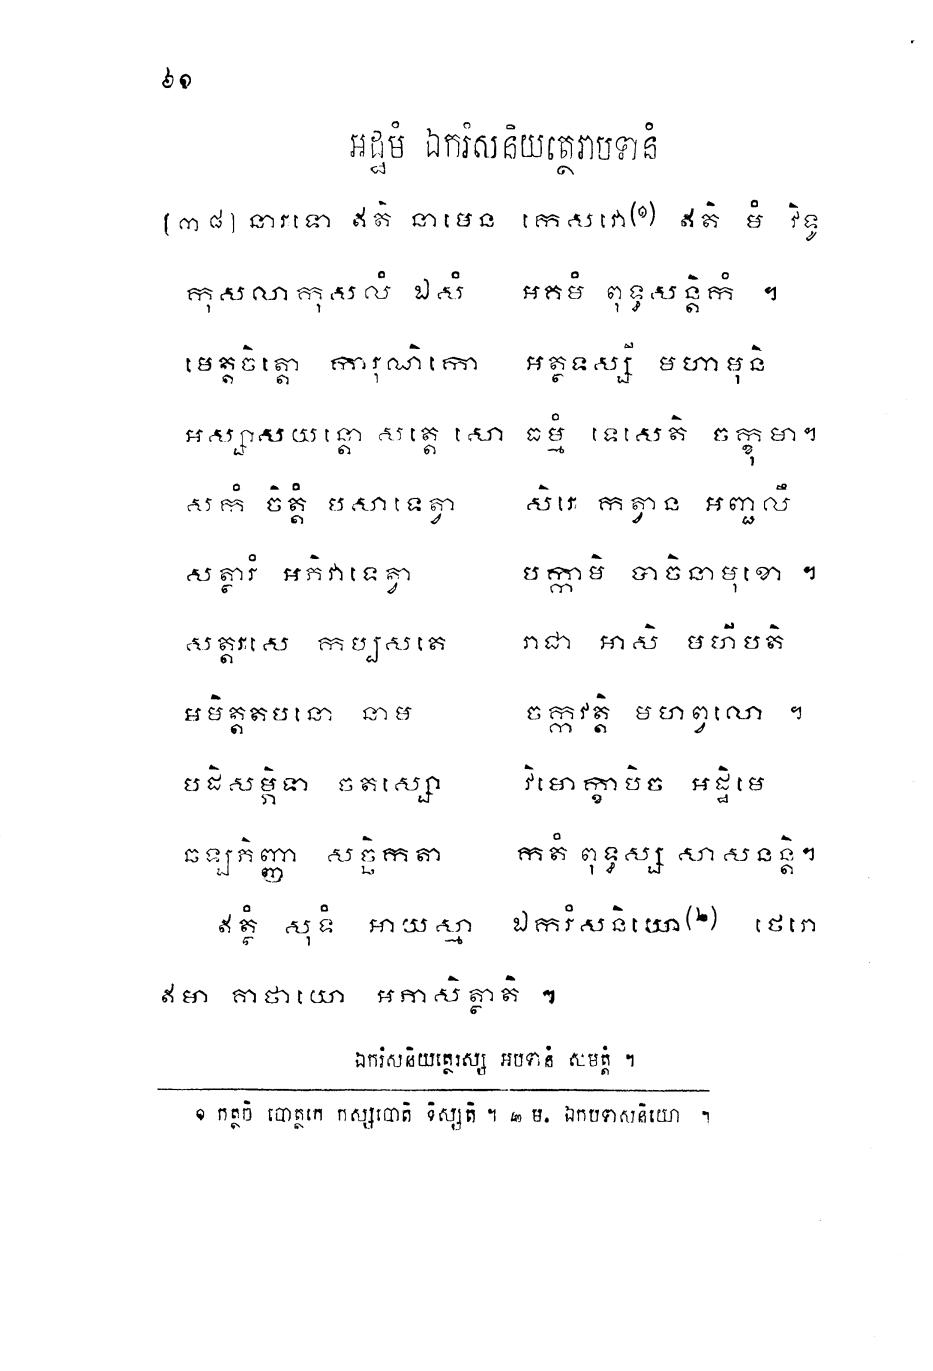 ៦១
អដ្ឋមំ ឯករំសនិយត្ថេរាបទានំ
[៣៨] នារទោ ឥតិ នាមេន កេសវោ(១) ឥតិ មំ វិទូ
កុសលាកុសលំ ឯសំ អគមំ ពុទ្ធសន្តិកំ ។
មេត្តចិត្តោ ការុណិកោ អត្ថទស្សី មហាមុនិ
អស្សាសយន្តោ សត្តេ សោ ធម្មំ ទេសេតិ ចក្ខុមា។
សកំ ចិត្តំ បសាទេត្វា សិរេ កត្វាន អញ្ជលឹ
សត្ថារំ អភិវាទេត្វា បក្កាមិ បាចិនាមុខោ ។
សត្តរសេ កប្បសតេ រាជា អាសិ មហីបតិ
អមិត្តតបនោ នាម ចក្កវត្តិ មហព្វលោ ។
បដិសម្ភិទា ចតស្សោ វិមោក្ខាបិច អដ្ឋិមេ
ឆឡ្បភិញ្ញា សច្ឆិកតា កតំ ពុទ្ធស្ស សាសនន្តិ។
ឥត្ថំ សុទំ អាយស្មា ឯករំសនិយោ(២) ថេរោ
ឥមា គាថាយោ អភាសិត្ថាតិ ។
ឯករំសនិយត្ថេរស្ស អបទានំ សមត្តំ ។
១ កត្ថចិ បោត្ថកេ កស្សបោតិ ទិស្សតិ ។ ២ ម. ឯកបទាសនិយោ ។